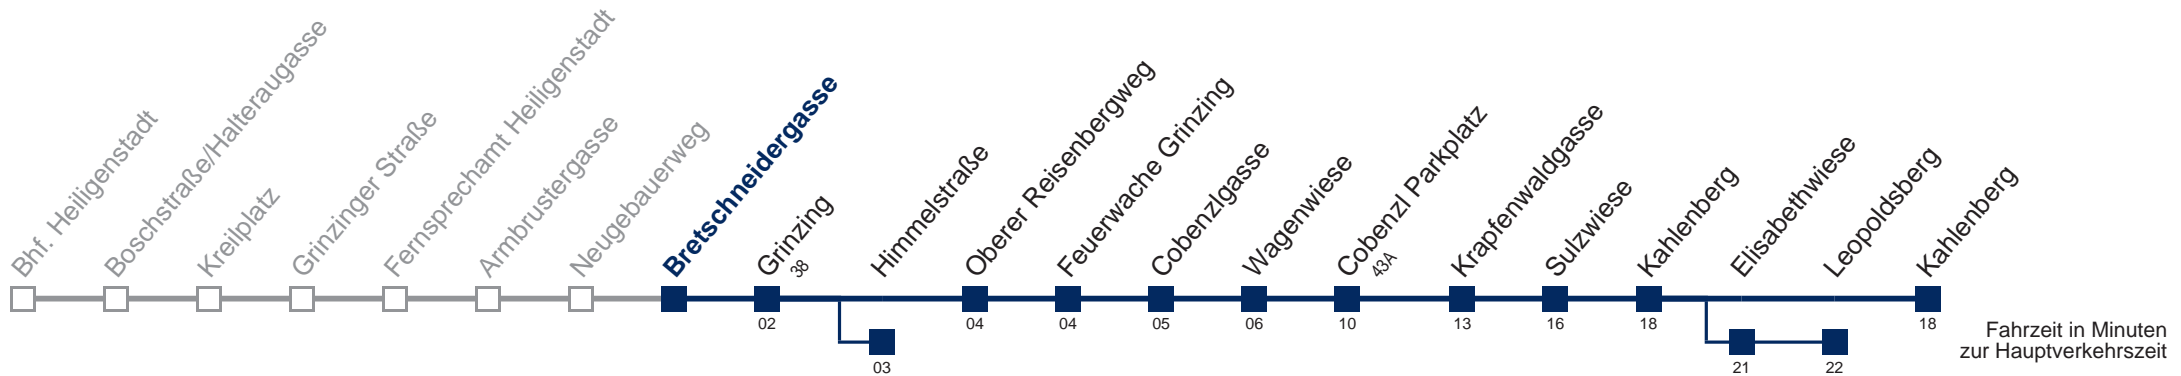 Bhf. Heiligenstadt
Boschstraße/Halteraugasse
Kreilplatz
Grinzinger Straße
Fernsprechamt Heiligenstadt
Armbrustergasse
Neugebauerweg
Bretschneidergasse
Grinzing
38
Himmelstraße
Oberer Reisenbergweg
Feuerwache Grinzing
Cobenzlgasse
Wagenwiese
Cobenzl Parkplatz
43A
Krapfenwaldgasse
Sulzwiese
Kahlenberg
Elisabethwiese
Leopoldsberg
Kahlenberg
02
03
04
04
05
06
10
13
16
18
21
22
18
Fahrzeit in Minuten
zur Hauptverkehrszeit